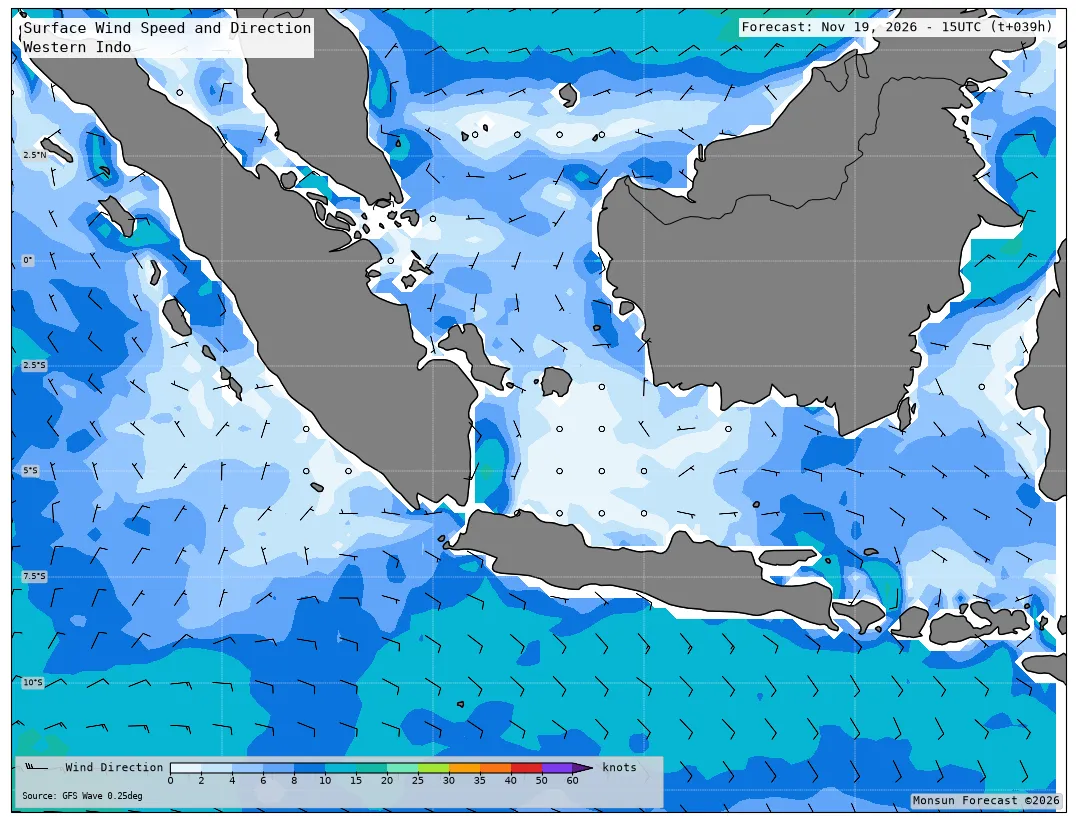 Surface Wind Speed and Direction
Western Indo
Forecast: Nov 19, 2026 - 15UTC (t+039h)
2.5°N
0°
2.5°S
5°S
7.5°S
10°S
Wind Direction
0 2 4 6 8 10 15 20 25 30 35 40 50 60
knots
Source: GFS Wave 0.25deg
Monsun Forecast ©2026